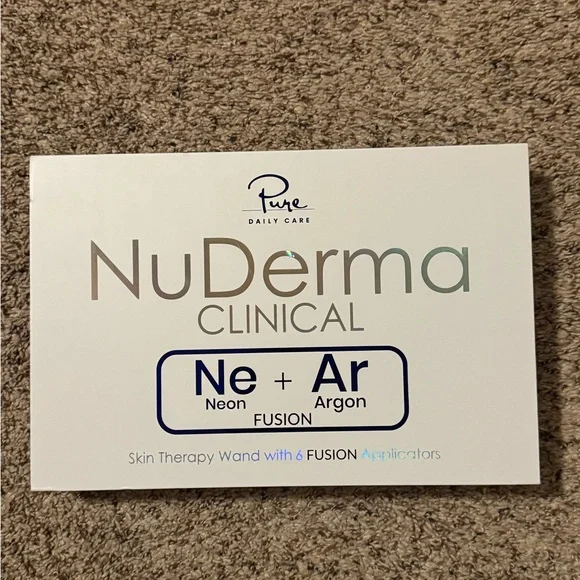 Pure
DAILY CARE
NuDerma
CLINICAL
Ne + Ar
Neon Argon
FUSION
Skin Therapy Wand with 6 FUSION Applicators